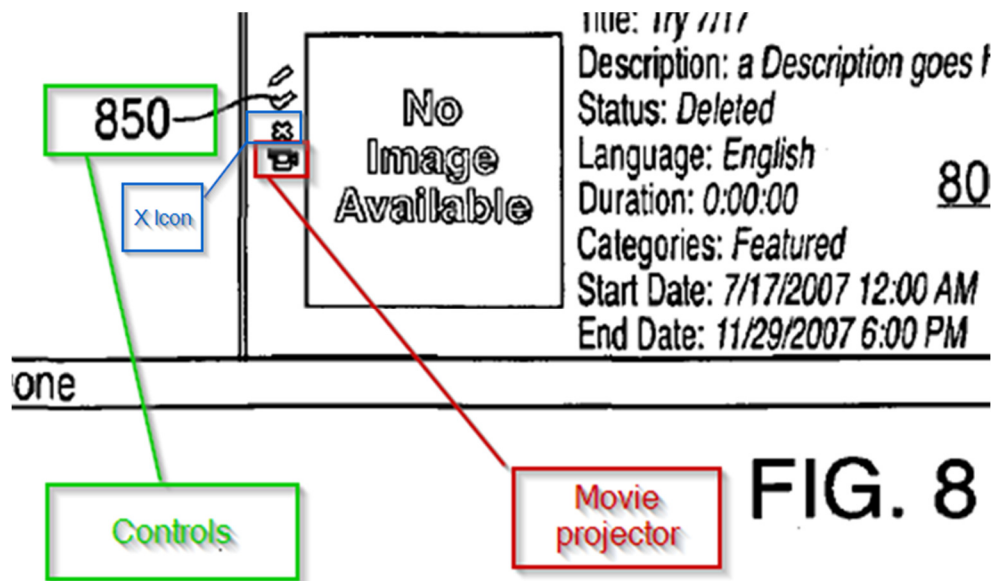 Title: Try 7/17
Description: a Description goes
Status: Deleted
Language: English
Duration: 0:00:00
Categories: Featured
Start Date: 7/17/2007 12:00 AM
End Date: 11/29/2007 6:00 PM
850
No
Image
Available
80
X Icon
one
Controls
Movie
projector
FIG. 8